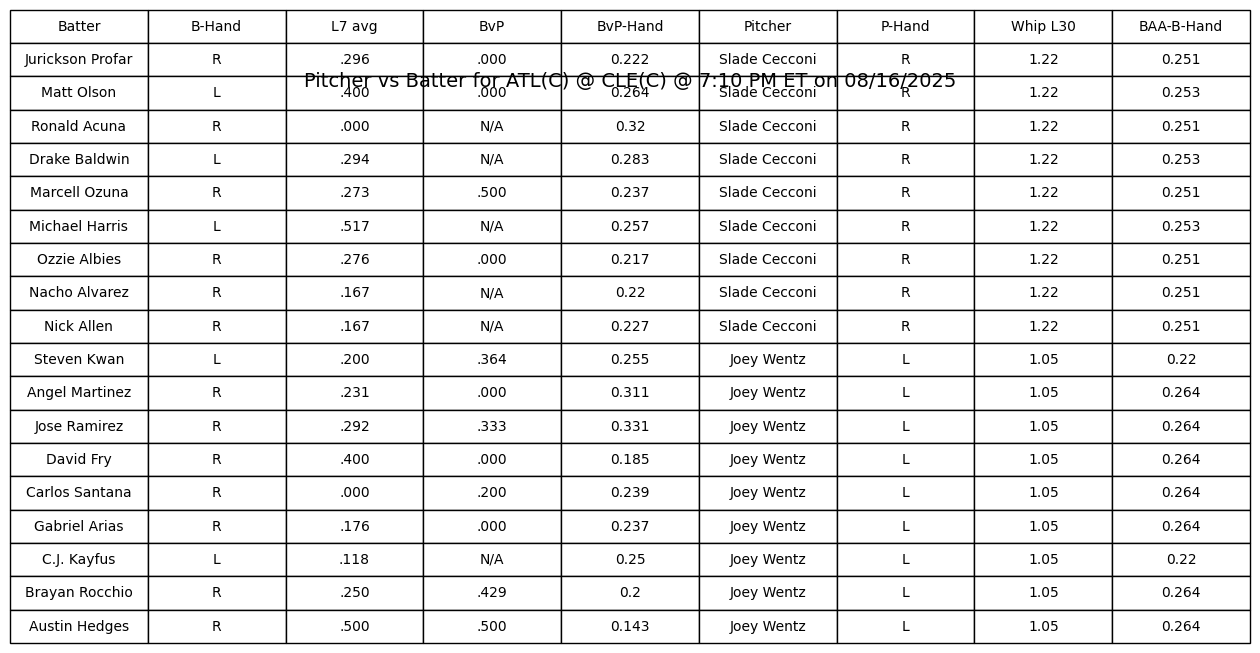 Batter B-Hand L7 avg BvP BvP-Hand Pitcher P-Hand Whip L30 BAA-B-Hand
Jurickson Profar R .296 .000 0.222 Slade Cecconi R 1.22 0.251
Pitcher vs Batter for ATL(C) @ CLE(C) @ 7:10 PM ET on 08/16/2025
Matt Olson L .400 .000 0.264 Slade Cecconi R 1.22 0.253
Ronald Acuna R .000 N/A 0.32 Slade Cecconi R 1.22 0.251
Drake Baldwin L .294 N/A 0.283 Slade Cecconi R 1.22 0.253
Marcell Ozuna R .273 .500 0.237 Slade Cecconi R 1.22 0.251
Michael Harris L .517 N/A 0.257 Slade Cecconi R 1.22 0.253
Ozzie Albies R .276 .000 0.217 Slade Cecconi R 1.22 0.251
Nacho Alvarez R .167 N/A 0.22 Slade Cecconi R 1.22 0.251
Nick Allen R .167 N/A 0.227 Slade Cecconi R 1.22 0.251
Steven Kwan L .200 .364 0.255 Joey Wentz L 1.05 0.22
Angel Martinez R .231 .000 0.311 Joey Wentz L 1.05 0.264
Jose Ramirez R .292 .333 0.331 Joey Wentz L 1.05 0.264
David Fry R .400 .000 0.185 Joey Wentz L 1.05 0.264
Carlos Santana R .000 .200 0.239 Joey Wentz L 1.05 0.264
Gabriel Arias R .176 .000 0.237 Joey Wentz L 1.05 0.264
C.J. Kayfus L .118 N/A 0.25 Joey Wentz L 1.05 0.22
Brayan Rocchio R .250 .429 0.2 Joey Wentz L 1.05 0.264
Austin Hedges R .500 .500 0.143 Joey Wentz L 1.05 0.264